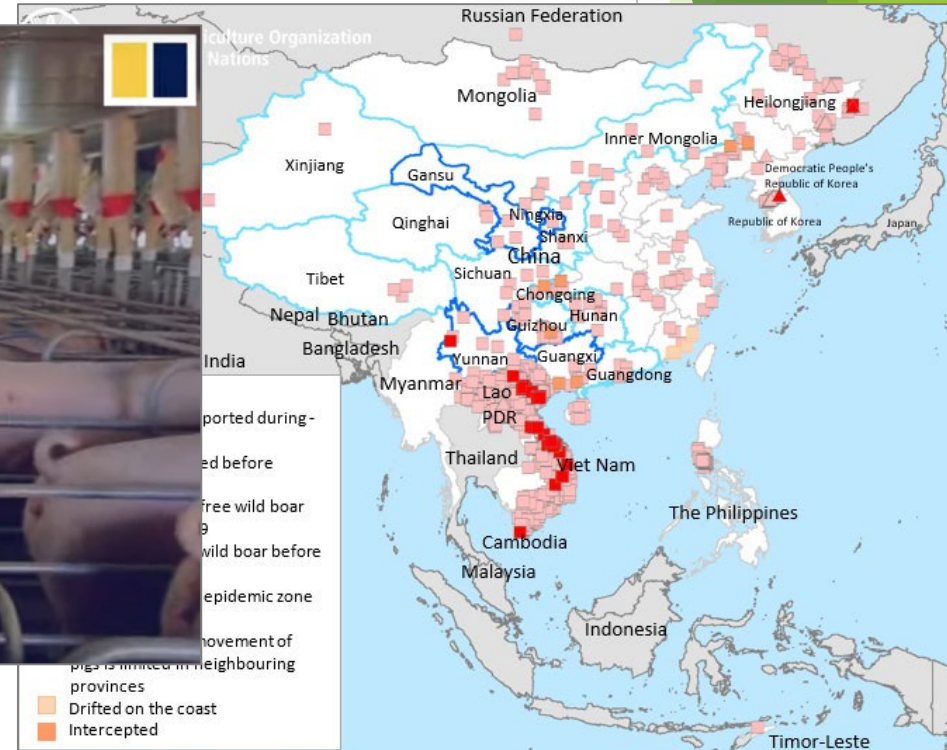 Russian Federation
iculture Organization
Nations
Mongolia
Heilongjiang
Inner Mongolia
Xinjiang
Gansu
Democratic People's
Republic of Korea
Qinghai
Ningxia
Republic of Korea
Japan
Shanxi
China
Tibet
Sichuan
Chongqing
Nepal
Bhutan
Hunan
Guizhou
Bangladesh
India
Yunnan
Guangxi
Guangdong
Myanmar
Lao
PDR
Thailand
Viet Nam
The Philippines
Cambodia
Malaysia
Indonesia
Timor-Leste
ported during -
ed before
free wild boar
9
wild boar before
epidemic zone
movement of
pigs is limited in neighbouring
provinces
Drifted on the coast
Intercepted